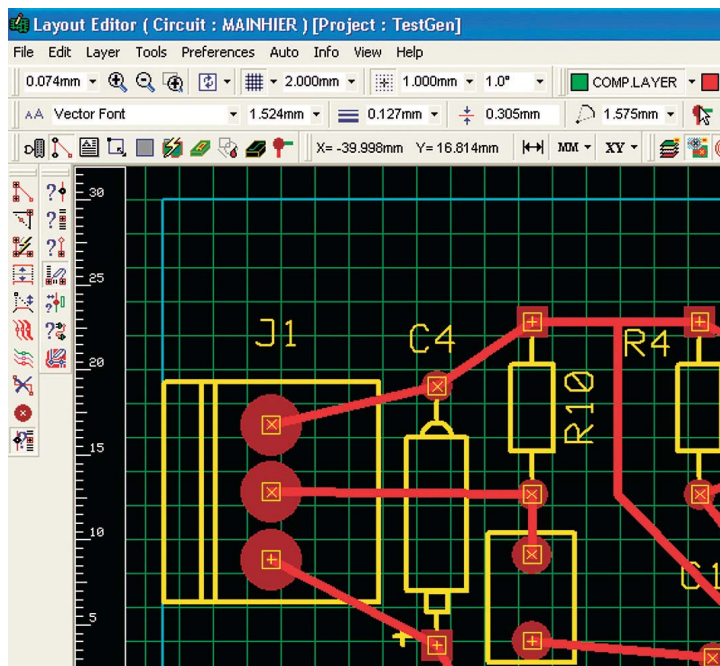 Layout Editor ( Circuit : MAINHIER ) [Project : TestGen]
File Edit Layer Tools Preferences Auto Info View Help
0.074mm 2.000mm 1.000mm 1.0° COMP.LAYER
AA Vector Font 1.524mm 0.127mm 0.305mm 1.575mm
X= -39.998mm Y= 16.814mm MM XY
30
25
J1
C4
R4
20
R10
15
10
C1
5
+